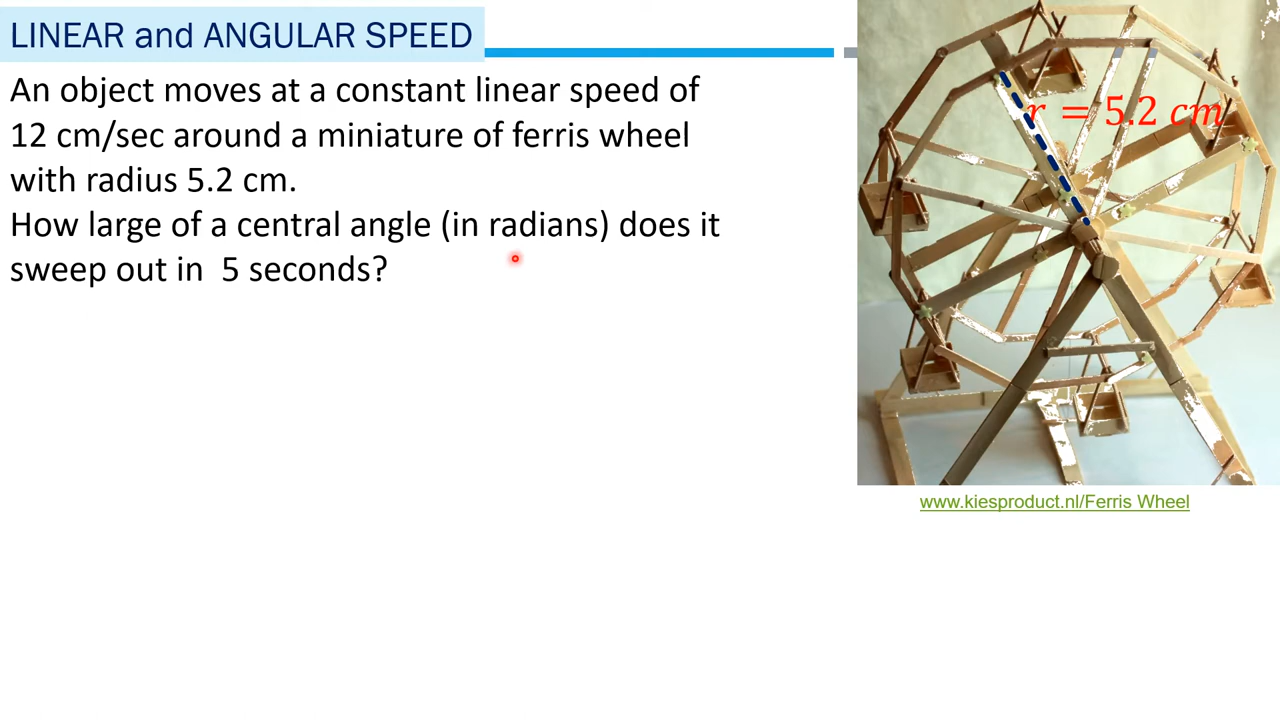 LINEAR and ANGULAR SPEED
An object moves at a constant linear speed of
12 cm/sec around a miniature of ferris wheel
with radius 5.2 cm.
How large of a central angle (in radians) does it
sweep out in  5 seconds?
r = 5.2 cm
www.kiesproduct.nl/Ferris Wheel